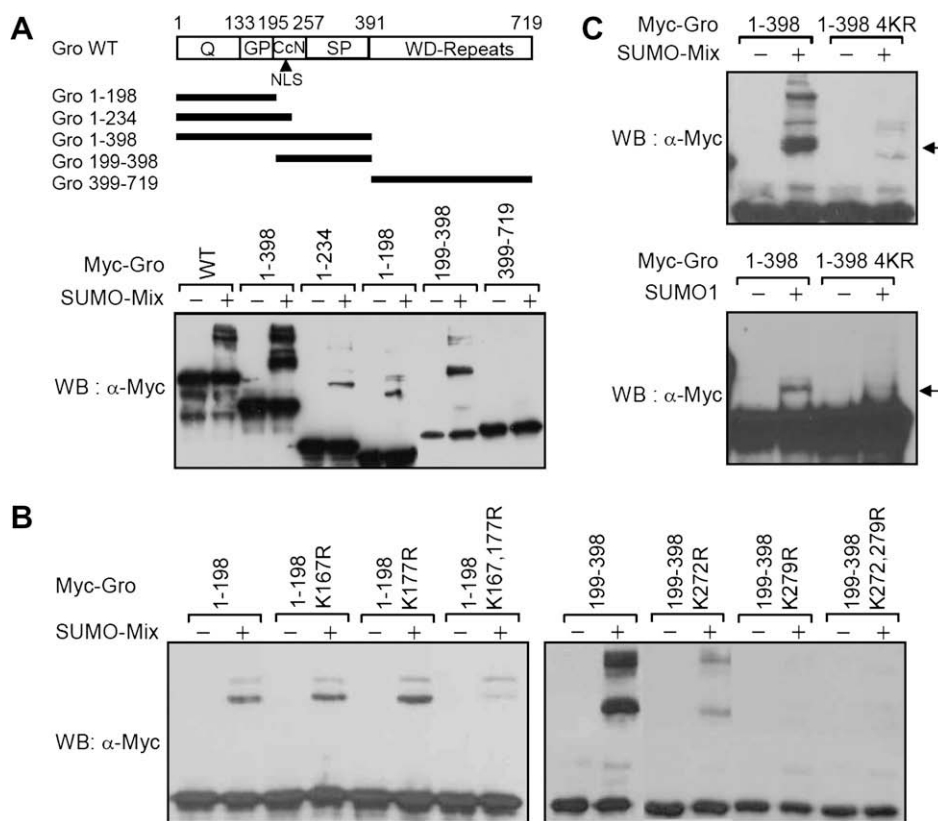 A
1 133 195 257 391 719
Gro WT Q GP CcN SP WD-Repeats
NLS
Gro 1-198
Gro 1-234
Gro 1-398
Gro 199-398
Gro 399-719
Myc-Gro WT 1-398 1-234 1-198 199-398 399-719
SUMO-Mix − + − + − + − + − + − +
WB : α-Myc
B
Myc-Gro 1-198 1-198 K167R 1-198 K177R 1-198 K167,177R 199-398 199-398 K272R 199-398 K279R 199-398 K272,279R
SUMO-Mix − + − + − + − + − + − + − + − +
WB: α-Myc
C
Myc-Gro 1-398 1-398 4KR
SUMO-Mix − + − +
WB : α-Myc
Myc-Gro 1-398 1-398 4KR
SUMO1 − + − +
WB : α-Myc